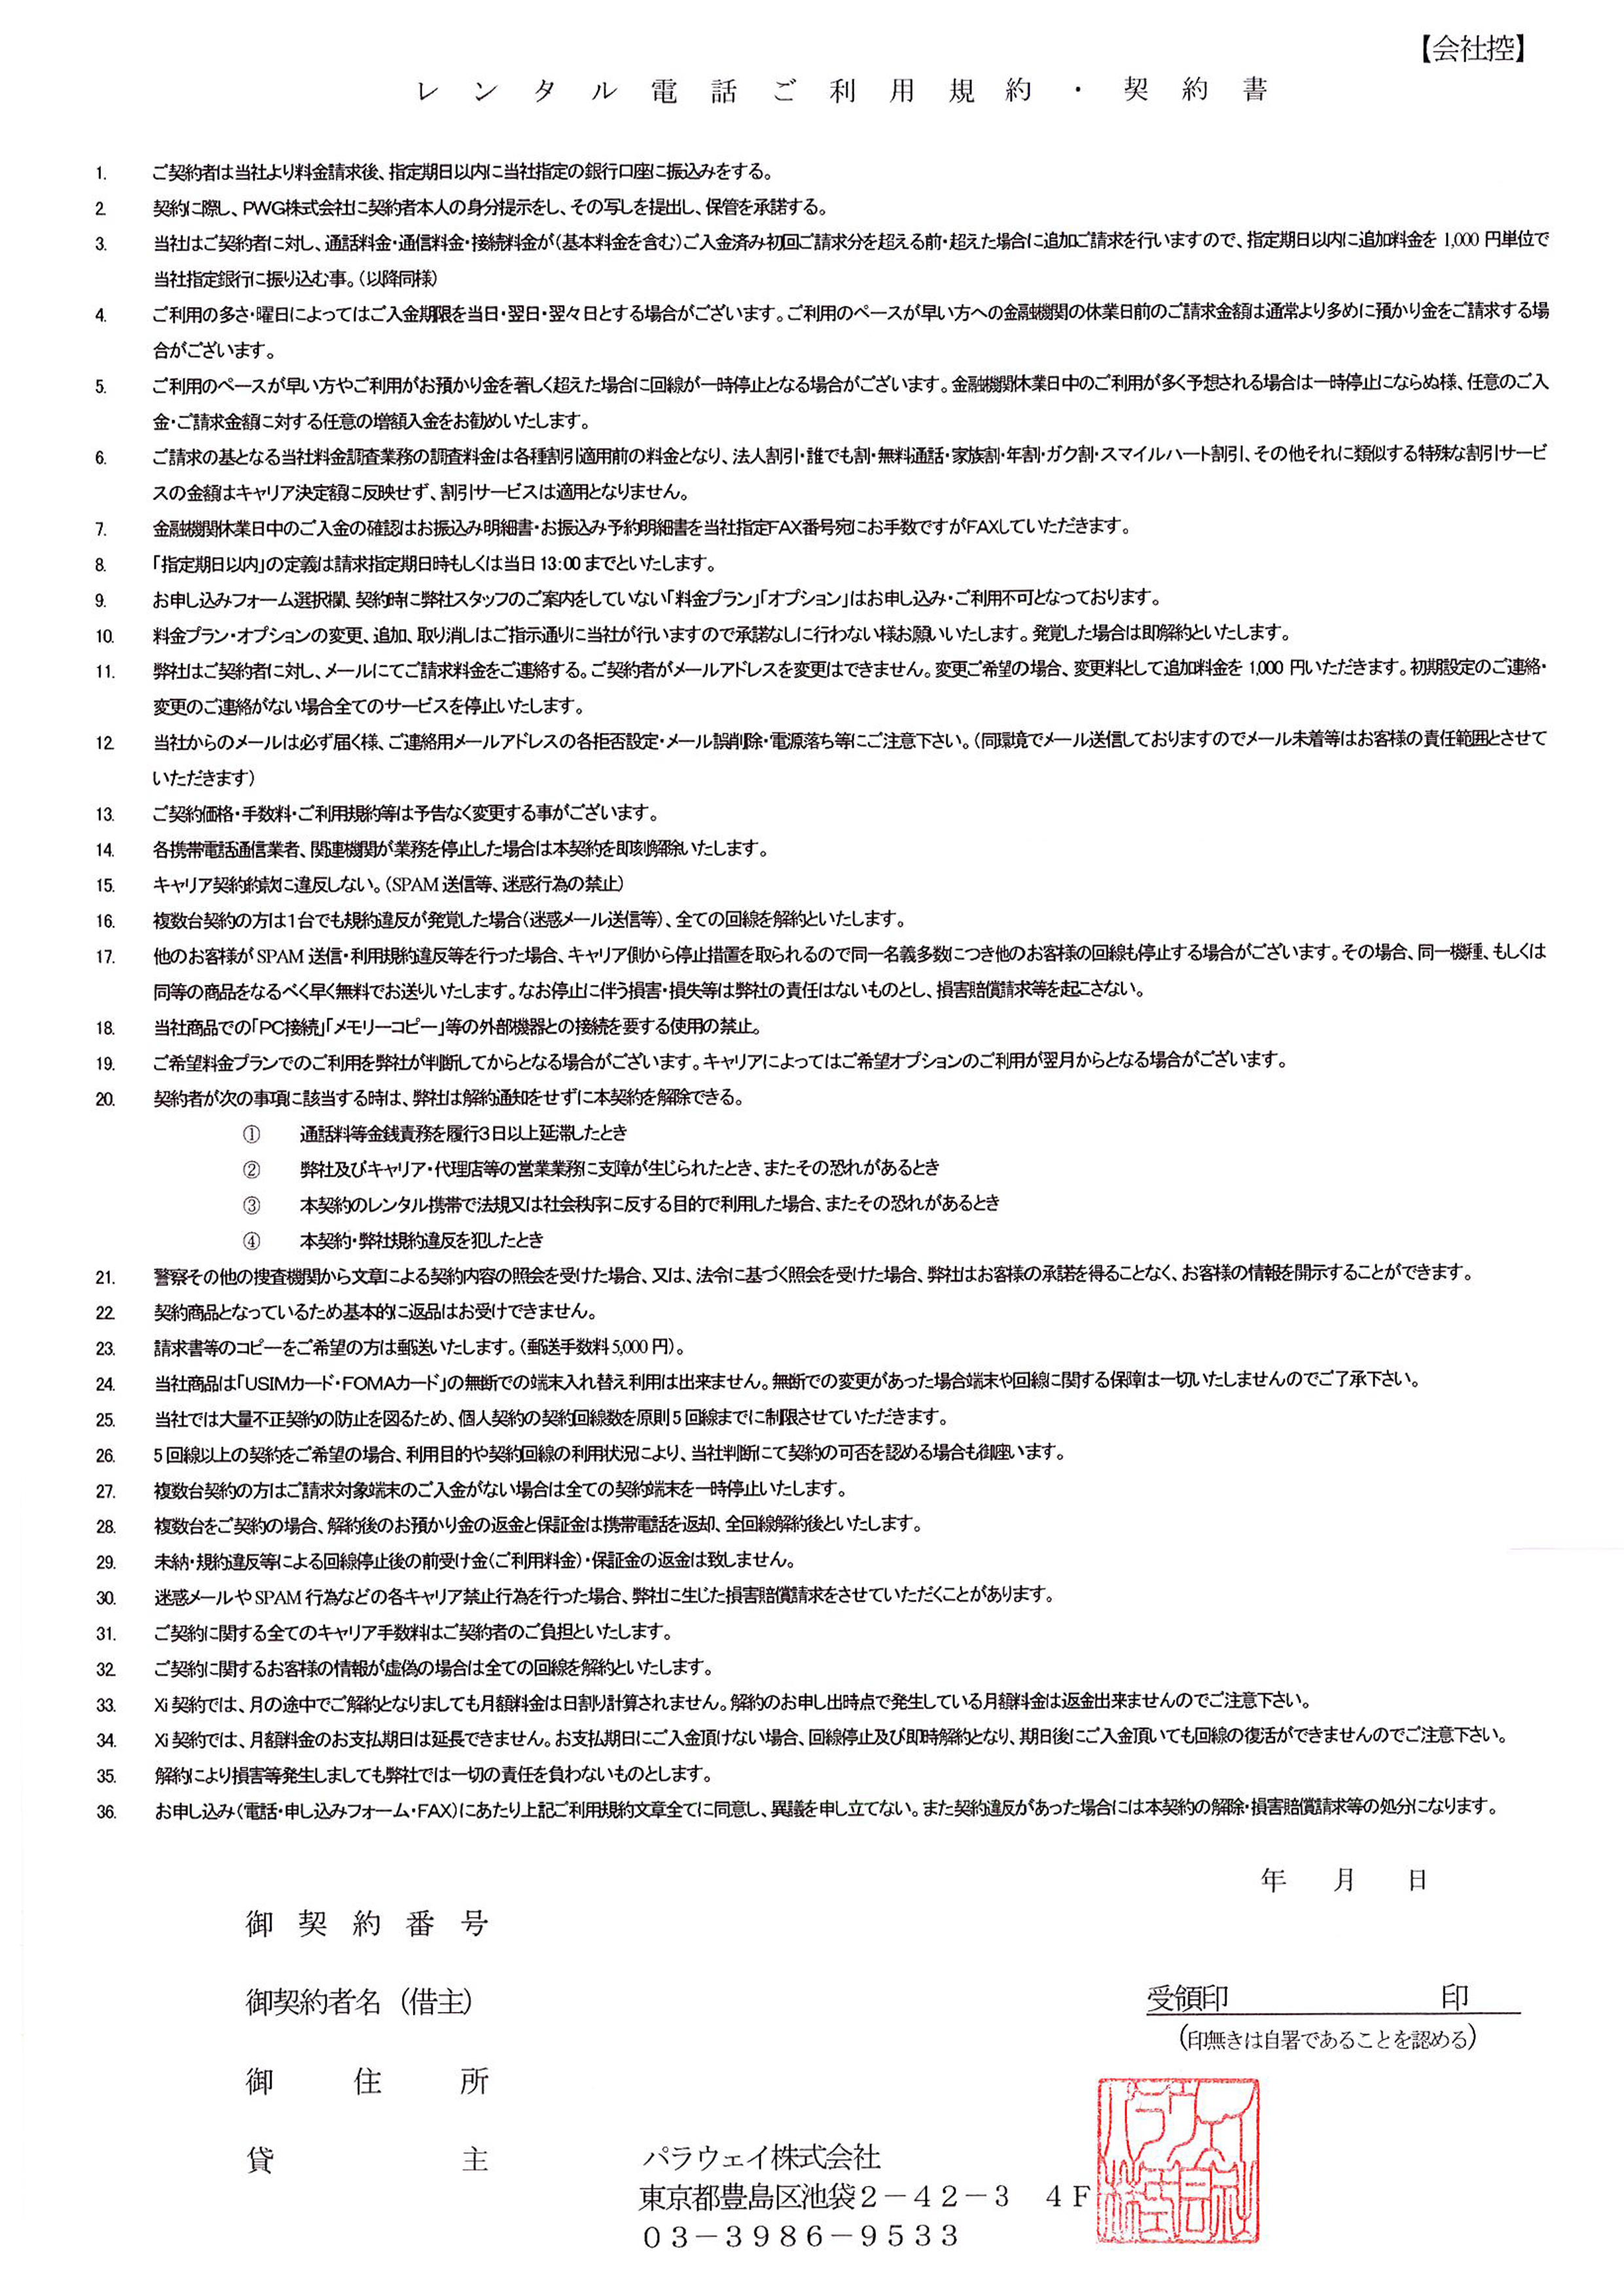 【会社控】
レンタル電話ご利用規約・契約書
1. ご契約者は当社より料金請求後、指定期日以内に当社指定の銀行口座に振込みをする。
2. 契約に際し、PWG株式会社に契約者本人の身分提示をし、その写しを提出し、保管を承諾する。
3. 当社はご契約者に対し、通話料金・通信料金・接続料金が(基本料金を含む)ご入金済み初回ご請求分を超える前・超えた場合に追加ご請求を行いますので、指定期日以内に追加料金を 1,000 円単位で
当社指定銀行に振り込む事。(以降同様)
4. ご利用の多さ・曜日によってはご入金期限を当日・翌日・翌々日とする場合がございます。ご利用のペースが早い方への金融機関の休業日前のご請求金額は通常より多めに預かり金をご請求する場
合がございます。
5. ご利用のペースが早い方やご利用がお預かり金を著しく超えた場合に回線が一時停止となる場合がございます。金融機関休業日中のご利用が多く予想される場合は一時停止にならぬ様、任意のご入
金・ご請求金額に対する任意の増額入金をお勧めいたします。
6. ご請求の基となる当社料金調査業務の調査料金は各種割引適用前の料金となり、法人割引・誰でも割・無料通話・家族割・年割・ガク割・スマイルハート割引、その他それに類似する特殊な割引サービ
スの金額はキャリア決定額に反映せず、割引サービスは適用となりません。
7. 金融機関休業日中のご入金の確認はお振込み明細書・お振込み予約明細書を当社指定FAX番号宛にお手数ですがFAXしていただきます。
8. 「指定期日以内」の定義は請求指定期日時もしくは当日 13:00 までといたします。
9. お申し込みフォーム選択欄、契約時に弊社スタッフのご案内をしていない「料金プラン」「オプション」はお申し込み・ご利用不可となっております。
10. 料金プラン・オプションの変更、追加、取り消しはご指示通りに当社が行いますので承諾なしに行わない様お願いいたします。発覚した場合は即解約といたします。
11. 弊社はご契約者に対し、メールにてご請求料金をご連絡する。ご契約者がメールアドレスを変更はできません。変更ご希望の場合、変更料として追加料金を 1,000 円いただきます。初期設定のご連絡・
変更のご連絡がない場合全てのサービスを停止いたします。
12. 当社からのメールは必ず届く様、ご連絡用メールアドレスの各拒否設定・メール誤削除・電源落ち等にご注意下さい。(同環境でメール送信しておりますのでメール未着等はお客様の責任範囲とさせて
いただきます)
13. ご契約価格・手数料・ご利用規約等は予告なく変更する事がございます。
14. 各携帯電話通信業者、関連機関が業務を停止した場合は本契約を即刻解除いたします。
15. キャリア契約約款に違反しない。(SPAM 送信等、迷惑行為の禁止)
16. 複数台契約の方は1台でも規約違反が発覚した場合(迷惑メール送信等)、全ての回線を解約といたします。
17. 他のお客様が SPAM 送信・利用規約違反等を行った場合、キャリア側から停止措置を取られるので同一名義多数につき他のお客様の回線も停止する場合がございます。その場合、同一機種、もしくは
同等の商品をなるべく早く無料でお送りいたします。なお停止に伴う損害・損失等は弊社の責任はないものとし、損害賠償請求等を起こさない。
18. 当社商品での「PC接続」「メモリーコピー」等の外部機器との接続を要する使用の禁止。
19. ご希望料金プランでのご利用を弊社が判断してからとなる場合がございます。キャリアによってはご希望オプションのご利用が翌月からとなる場合がございます。
20. 契約者が次の事項に該当する時は、弊社は解約通知をせずに本契約を解除できる。
① 通話料等金銭責務を履行3日以上延滞したとき
② 弊社及びキャリア・代理店等の営業業務に支障が生じられたとき、またその恐れがあるとき
③ 本契約のレンタル携帯で法規又は社会秩序に反する目的で利用した場合、またその恐れがあるとき
④ 本契約・弊社規約違反を犯したとき
21. 警察その他の捜査機関から文章による契約内容の照会を受けた場合、又は、法令に基づく照会を受けた場合、弊社はお客様の承諾を得ることなく、お客様の情報を開示することができます。
22. 契約商品となっているため基本的に返品はお受けできません。
23. 請求書等のコピーをご希望の方は郵送いたします。(郵送手数料 5,000 円)。
24. 当社商品は「USIMカード・FOMAカード」の無断での端末入れ替え利用は出来ません。無断での変更があった場合端末や回線に関する保障は一切いたしませんのでご了承下さい。
25. 当社では大量不正契約の防止を図るため、個人契約の契約回線数を原則 5 回線までに制限させていただきます。
26. 5 回線以上の契約をご希望の場合、利用目的や契約回線の利用状況により、当社判断にて契約の可否を認める場合も御座います。
27. 複数台契約の方はご請求対象端末のご入金がない場合は全ての契約端末を一時停止いたします。
28. 複数台をご契約の場合、解約後のお預かり金の返金と保証金は携帯電話を返却、全回線解約後といたします。
29. 未納・規約違反等による回線停止後の前受け金(ご利用料金)・保証金の返金は致しません。
30. 迷惑メールや SPAM 行為などの各キャリア禁止行為を行った場合、弊社に生じた損害賠償請求をさせていただくことがあります。
31. ご契約に関する全てのキャリア手数料はご契約者のご負担といたします。
32. ご契約に関するお客様の情報が虚偽の場合は全ての回線を解約といたします。
33. Xi 契約では、月の途中でご解約となりましても月額料金は日割り計算されません。解約のお申し出時点で発生している月額料金は返金出来ませんのでご注意下さい。
34. Xi 契約では、月額料金のお支払期日は延長できません。お支払期日にご入金頂けない場合、回線停止及び即時解約となり、期日後にご入金頂いても回線の復活ができませんのでご注意下さい。
35. 解約により損害等発生しましても弊社では一切の責任を負わないものとします。
36. お申し込み(電話・申し込みフォーム・FAX)にあたり上記ご利用規約文章全てに同意し、異議を申し立てない。また契約違反があった場合には本契約の解除・損害賠償請求等の処分になります。
年 月 日
御契約番号
御契約者名(借主)
受領印 印
(印無きは自署であることを認める)
御住所
貸主 パラウェイ株式会社
東京都豊島区池袋2－42－3 4F
03－3986－9533
パラウェイ株式会社